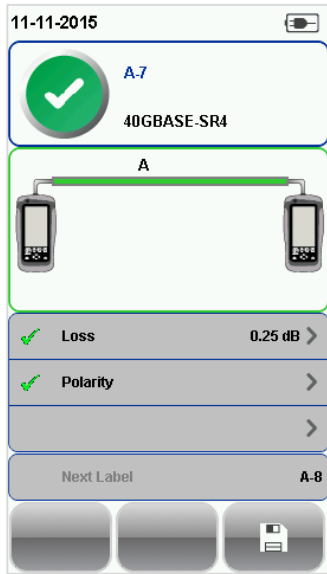 11-11-2015
A-7
40GBASE-SR4
A
Loss 0.25 dB
Polarity
Next Label A-8